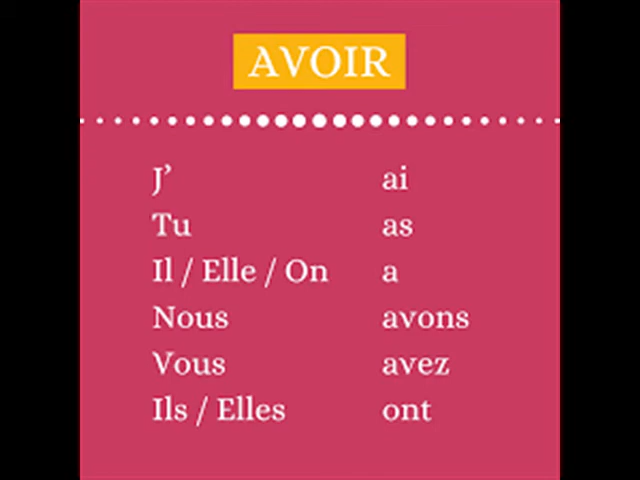 AVOIR
J’ ai
Tu as
Il / Elle / On a
Nous avons
Vous avez
Ils / Elles ont